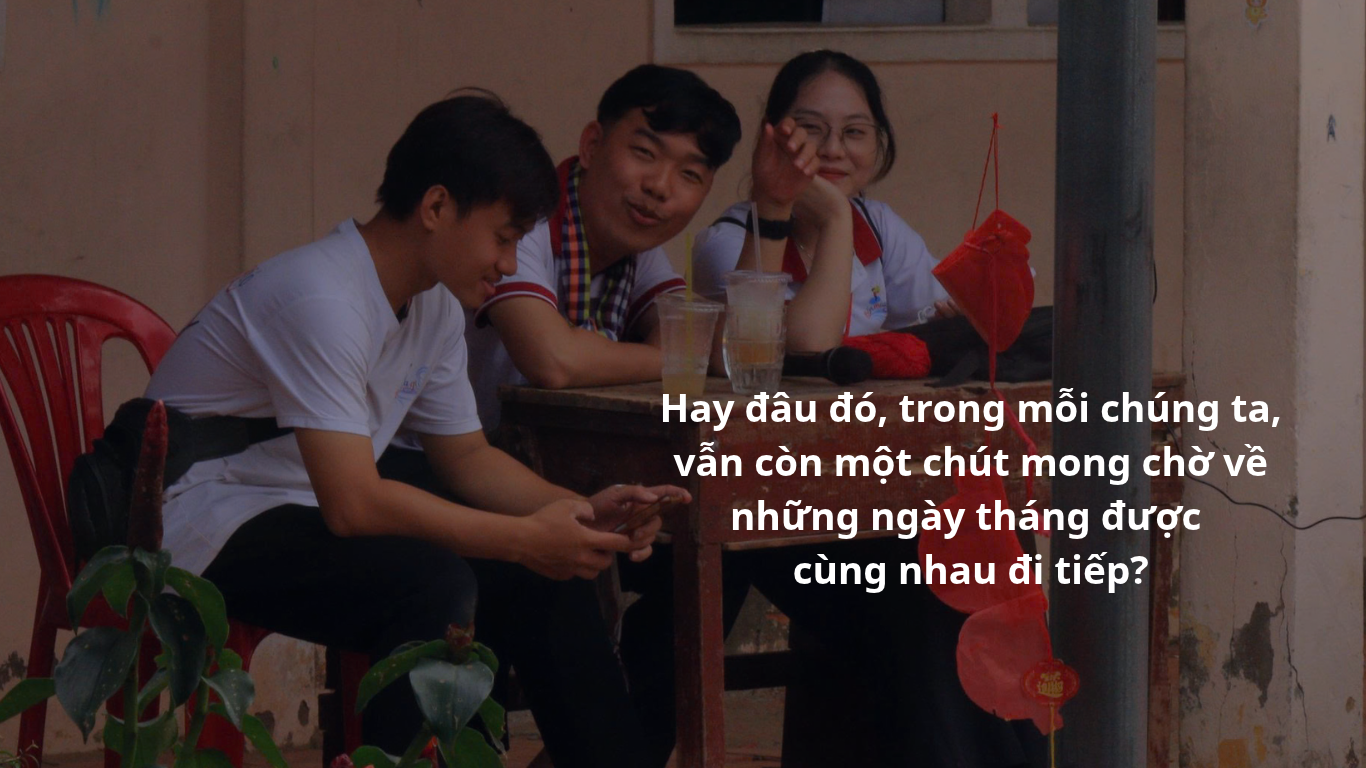 Hay đâu đó, trong mỗi chúng ta,
vẫn còn một chút mong chờ về
những ngày tháng được
cùng nhau đi tiếp?